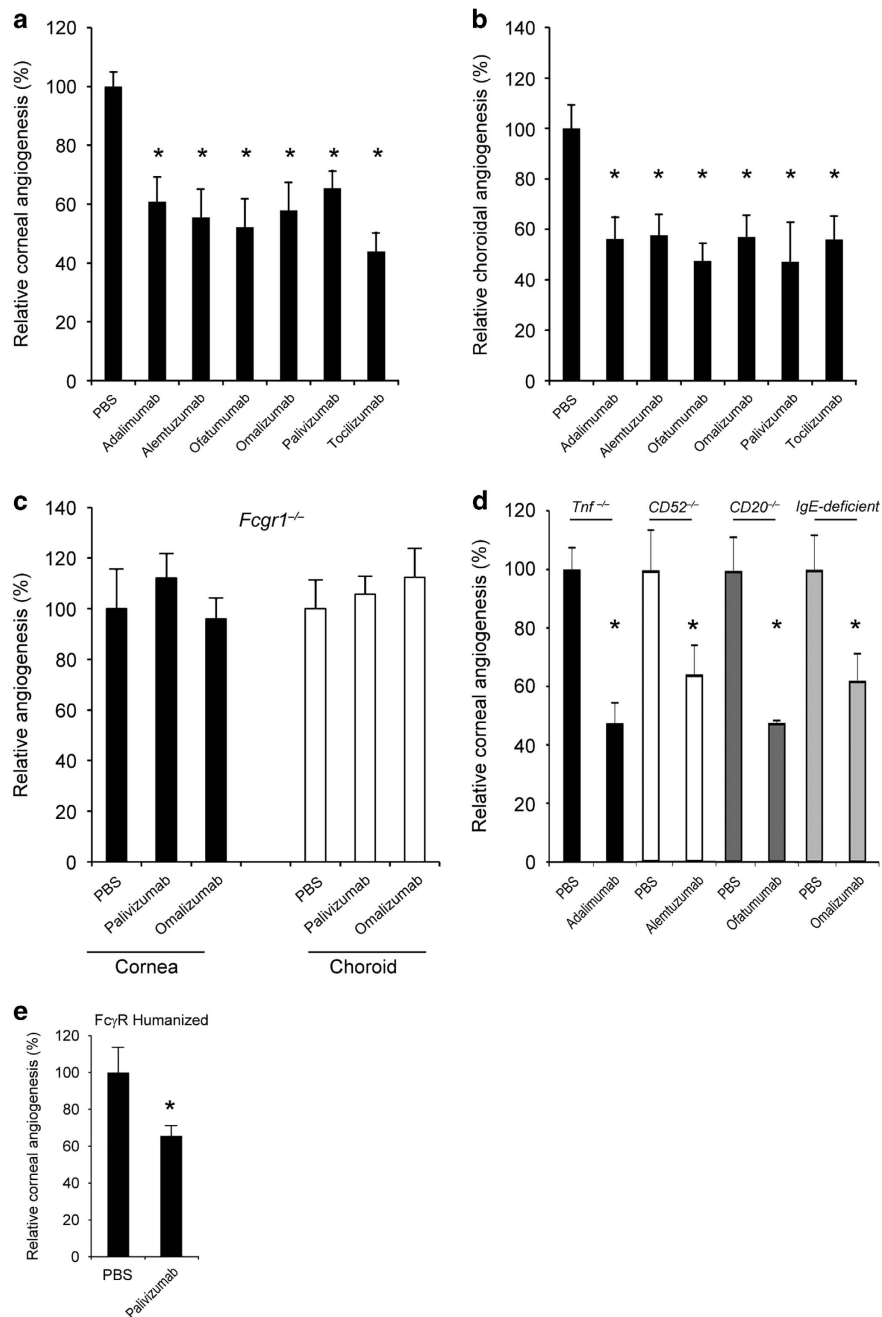 a
Relative corneal angiogenesis (%)
120
100
80
60
40
20
0
* * * * * *
PBS
Adalimumab
Alemtuzumab
Ofatumumab
Omalizumab
Palivizumab
Tocilizumab
b
Relative choroidal angiogenesis (%)
140
120
100
80
60
40
20
0
* * * * * *
PBS
Adalimumab
Alemtuzumab
Ofatumumab
Omalizumab
Palivizumab
Tocilizumab
c
Relative angiogenesis (%)
140
120
100
80
60
40
20
0
Fcgr1–/–
PBS
Palivizumab
Omalizumab
PBS
Palivizumab
Omalizumab
Cornea
Choroid
d
Relative corneal angiogenesis (%)
Tnf –/– CD52–/– CD20–/– IgE-deficient
120
100
80
60
40
20
0
* * * *
PBS
Adalimumab
PBS
Alemtuzumab
PBS
Ofatumumab
PBS
Omalizumab
e
FcγR Humanized
Relative corneal angiogenesis (%)
120
100
80
60
40
20
0
*
PBS
Palivizumab